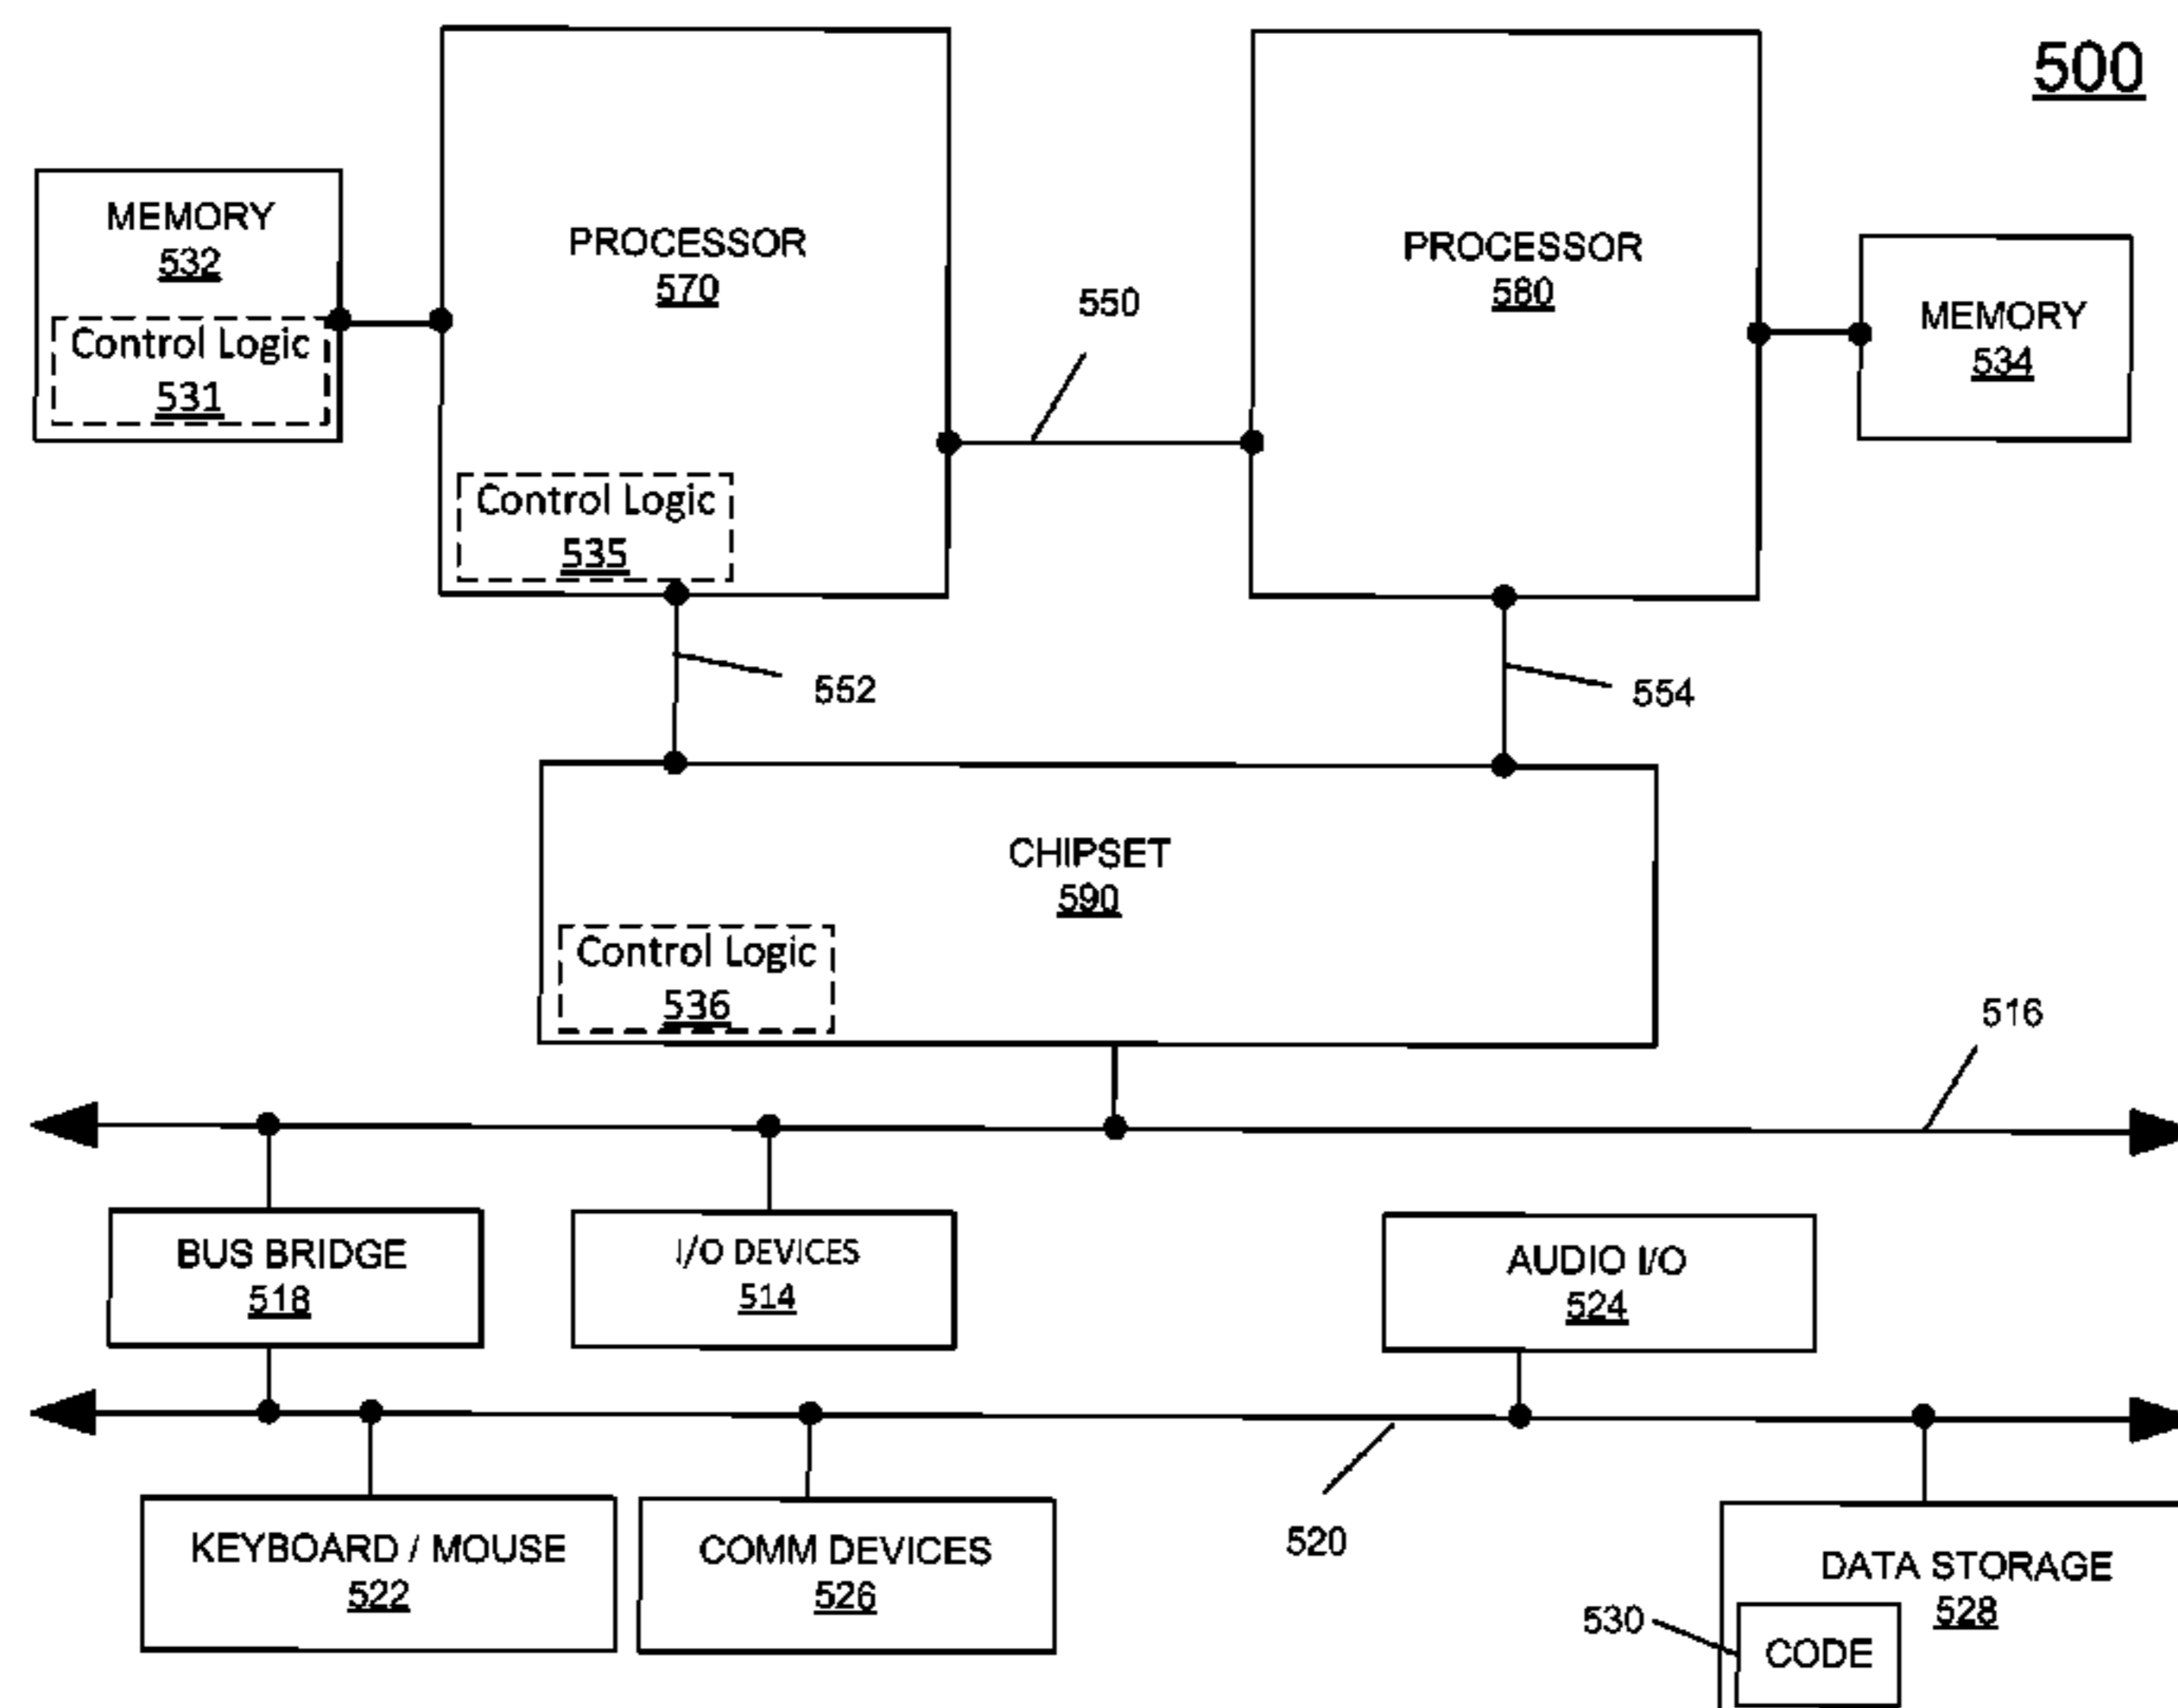 500
MEMORY
532
Control Logic
531
PROCESSOR
570
Control Logic
535
550
PROCESSOR
580
MEMORY
534
552
554
CHIPSET
590
Control Logic
536
516
BUS BRIDGE
518
I/O DEVICES
514
AUDIO I/O
524
520
KEYBOARD / MOUSE
522
COMM DEVICES
526
DATA STORAGE
528
530
CODE